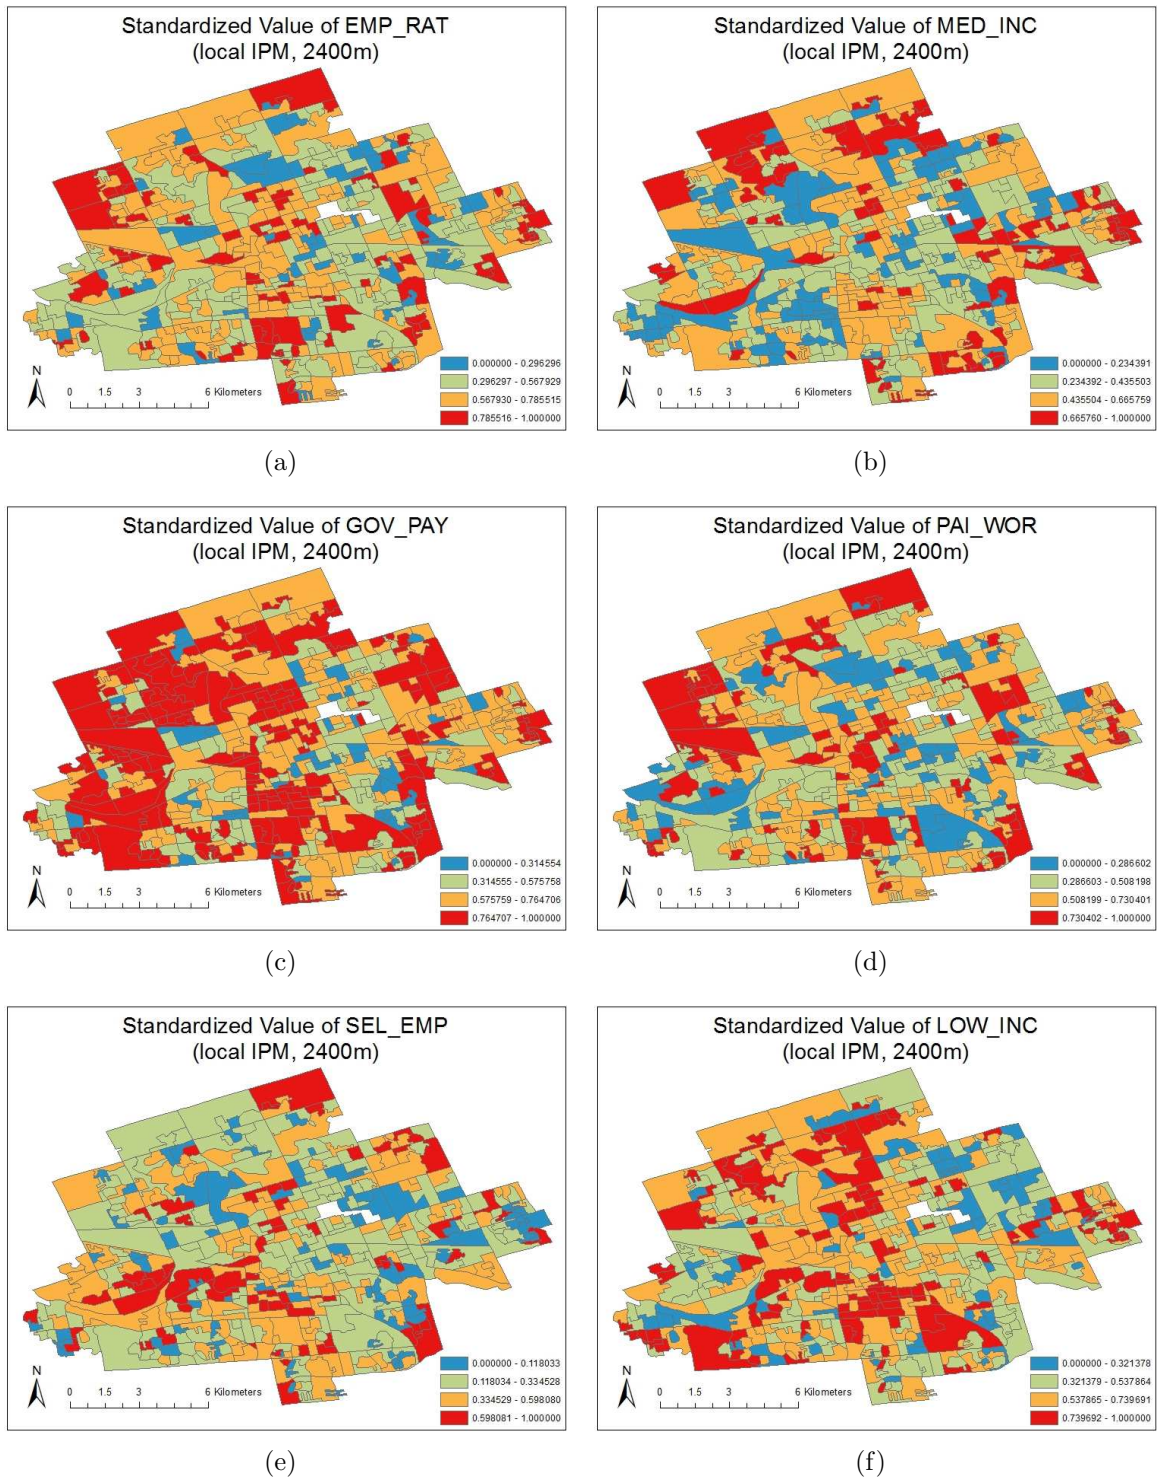 Standardized Value of EMP_RAT
(local IPM, 2400m)
N
0 1.5 3 6 Kilometers
0.000000 - 0.296296
0.296297 - 0.567929
0.567930 - 0.785515
0.785516 - 1.000000
(a)
Standardized Value of MED_INC
(local IPM, 2400m)
N
0 1.5 3 6 Kilometers
0.000000 - 0.234391
0.234392 - 0.435503
0.435504 - 0.665759
0.665760 - 1.000000
(b)
Standardized Value of GOV_PAY
(local IPM, 2400m)
N
0 1.5 3 6 Kilometers
0.000000 - 0.314554
0.314555 - 0.575758
0.575759 - 0.764706
0.764707 - 1.000000
(c)
Standardized Value of PAI_WOR
(local IPM, 2400m)
N
0 1.5 3 6 Kilometers
0.000000 - 0.286602
0.286603 - 0.508198
0.508199 - 0.730401
0.730402 - 1.000000
(d)
Standardized Value of SEL_EMP
(local IPM, 2400m)
N
0 1.5 3 6 Kilometers
0.000000 - 0.118033
0.118034 - 0.334528
0.334529 - 0.598080
0.598081 - 1.000000
(e)
Standardized Value of LOW_INC
(local IPM, 2400m)
N
0 1.5 3 6 Kilometers
0.000000 - 0.321378
0.321379 - 0.537864
0.537865 - 0.739691
0.739692 - 1.000000
(f)